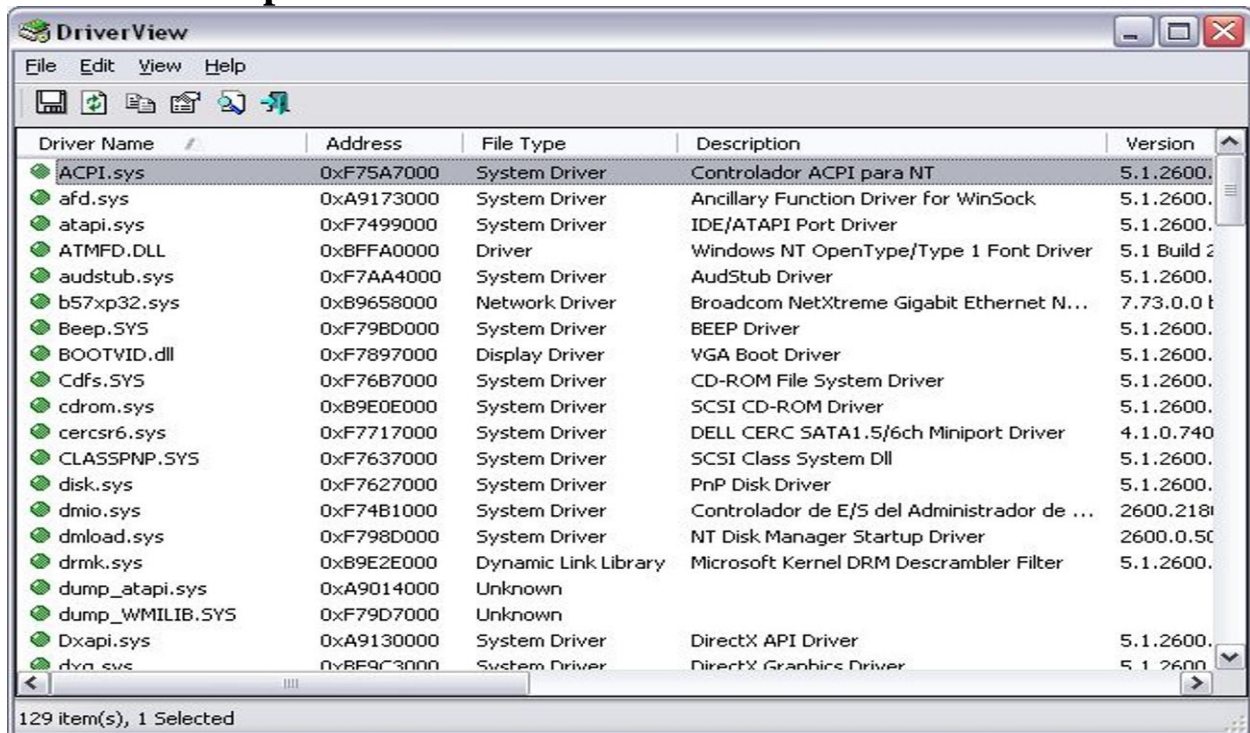 DriverView
File Edit View Help
Driver Name Address File Type Description Version
ACPI.sys 0xF75A7000 System Driver Controlador ACPI para NT 5.1.2600.
afd.sys 0xA9173000 System Driver Ancillary Function Driver for WinSock 5.1.2600.
atapi.sys 0xF7499000 System Driver IDE/ATAPI Port Driver 5.1.2600.
ATMFD.DLL 0xBFFA0000 Driver Windows NT OpenType/Type 1 Font Driver 5.1 Build 2
audstub.sys 0xF7AA4000 System Driver AudStub Driver 5.1.2600.
b57xp32.sys 0xB9658000 Network Driver Broadcom NetXtreme Gigabit Ethernet N... 7.73.0.0 b
Beep.SYS 0xF79BD000 System Driver BEEP Driver 5.1.2600.
BOOTVID.dll 0xF7897000 Display Driver VGA Boot Driver 5.1.2600.
Cdfs.SYS 0xF76B7000 System Driver CD-ROM File System Driver 5.1.2600.
cdrom.sys 0xB9E0E000 System Driver SCSI CD-ROM Driver 5.1.2600.
cercsr6.sys 0xF7717000 System Driver DELL CERC SATA1.5/6ch Miniport Driver 4.1.0.740
CLASSPNP.SYS 0xF7637000 System Driver SCSI Class System Dll 5.1.2600.
disk.sys 0xF7627000 System Driver PnP Disk Driver 5.1.2600.
dmio.sys 0xF74B1000 System Driver Controlador de E/S del Administrador de ... 2600.218
dmload.sys 0xF798D000 System Driver NT Disk Manager Startup Driver 2600.0.50
drmk.sys 0xB9E2E000 Dynamic Link Library Microsoft Kernel DRM Descrambler Filter 5.1.2600.
dump_atapi.sys 0xA9014000 Unknown
dump_WMILIB.SYS 0xF79D7000 Unknown
Dxapi.sys 0xA9130000 System Driver DirectX API Driver 5.1.2600.
dxg.sys 0xBF9C3000 System Driver DirectX Graphics Driver 5.1.2600
129 item(s), 1 Selected